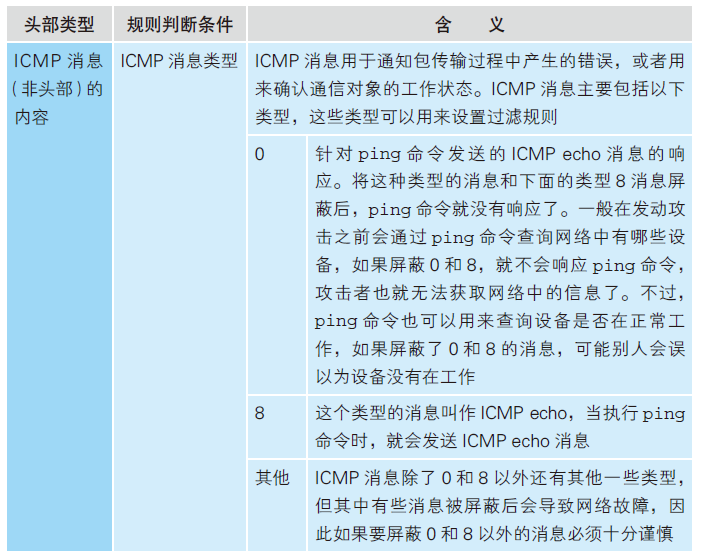 头部类型 规则判断条件 含 义
ICMP 消息(非头部)的内容 ICMP 消息类型 ICMP 消息用于通知包传输过程中产生的错误，或者用
来确认通信对象的工作状态。ICMP 消息主要包括以下
类型，这些类型可以用来设置过滤规则
0 针对 ping 命令发送的 ICMP echo 消息的响
应。将这种类型的消息和下面的类型 8 消息屏
蔽后，ping 命令就没有响应了。一般在发动攻
击之前会通过 ping 命令查询网络中有哪些设
备，如果屏蔽 0 和 8，就不会响应 ping 命令，
攻击者也就无法获取网络中的信息了。不过，
ping 命令也可以用来查询设备是否在正常工
作，如果屏蔽了 0 和 8 的消息，可能别人会误
以为设备没有在工作
8 这个类型的消息叫作 ICMP echo，当执行 ping
命令时，就会发送 ICMP echo 消息
其他 ICMP 消息除了 0 和 8 以外还有其他一些类型，
但其中有些消息被屏蔽后会导致网络故障，因
此如果要屏蔽 0 和 8 以外的消息必须十分谨慎